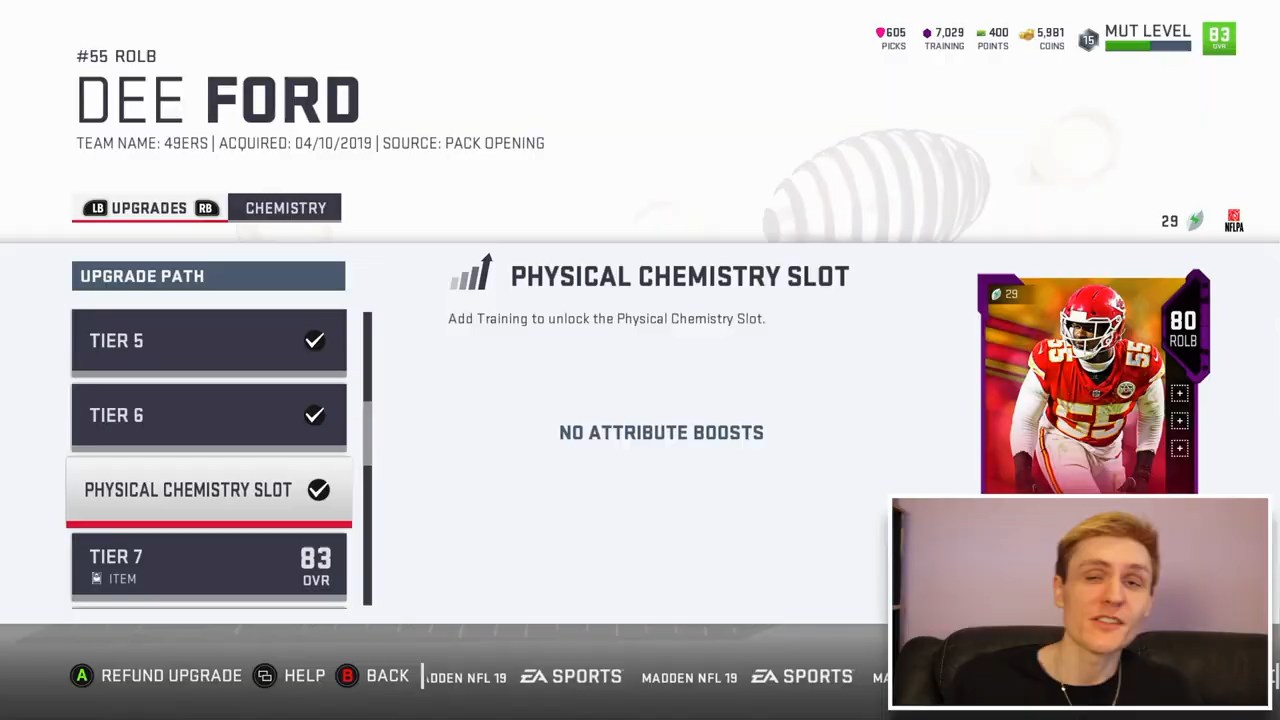 #55 ROLB
DEE FORD
TEAM NAME: 49ERS | ACQUIRED: 04/10/2019 | SOURCE: PACK OPENING
605 PICKS
7,029 TRAINING
400 POINTS
5,981 COINS
15
MUT LEVEL
83 OVR
LB UPGRADES RB
CHEMISTRY
29
NFLPA
UPGRADE PATH
TIER 5
TIER 6
PHYSICAL CHEMISTRY SLOT
TIER 7
ITEM
83 OVR
PHYSICAL CHEMISTRY SLOT
Add Training to unlock the Physical Chemistry Slot.
NO ATTRIBUTE BOOSTS
29
80
ROLB
55
55
55
A REFUND UPGRADE HELP B BACK
ADDEN NFL 19 EA SPORTS MADDEN NFL 19 EA SPORTS MA